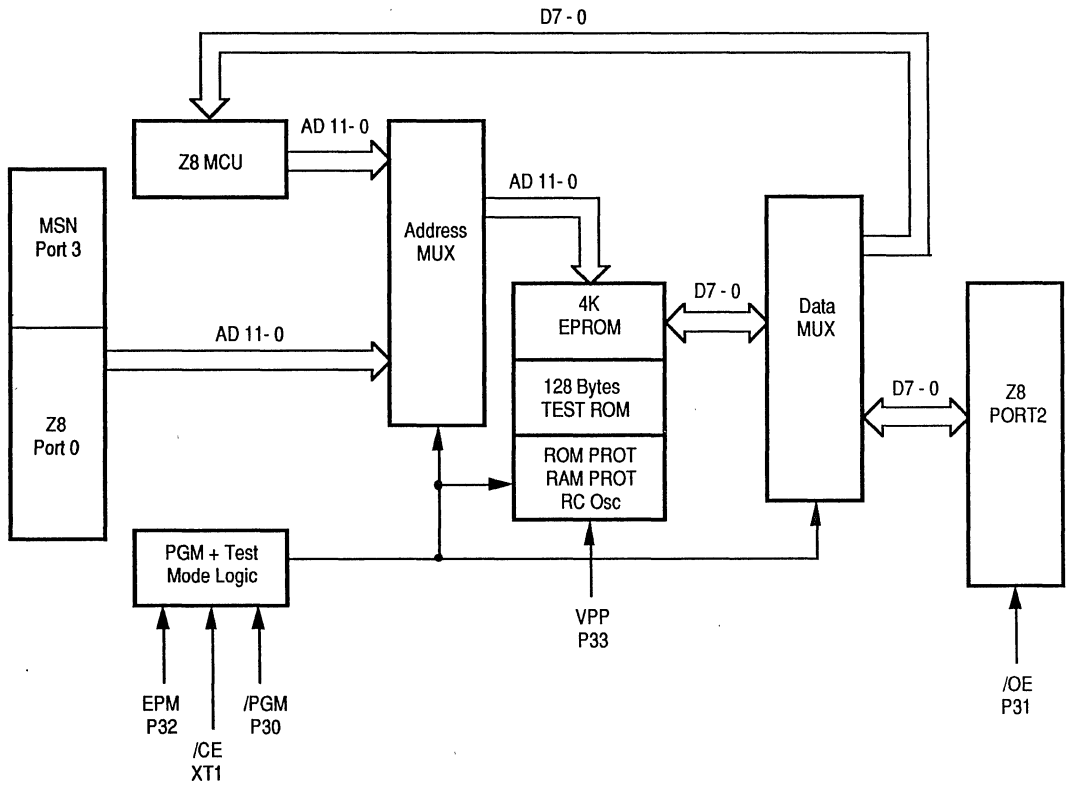 D7 - 0
AD 11- 0
Z8 MCU
AD 11- 0
MSN
Port 3
Address
MUX
4K
EPROM
D7 - 0
Data
MUX
AD 11- 0
128 Bytes
TEST ROM
D7 - 0
Z8
PORT2
Z8
Port 0
ROM PROT
RAM PROT
RC Osc
PGM + Test
Mode Logic
VPP
P33
EPM
P32
/PGM
P30
/CE
XT1
/OE
P31